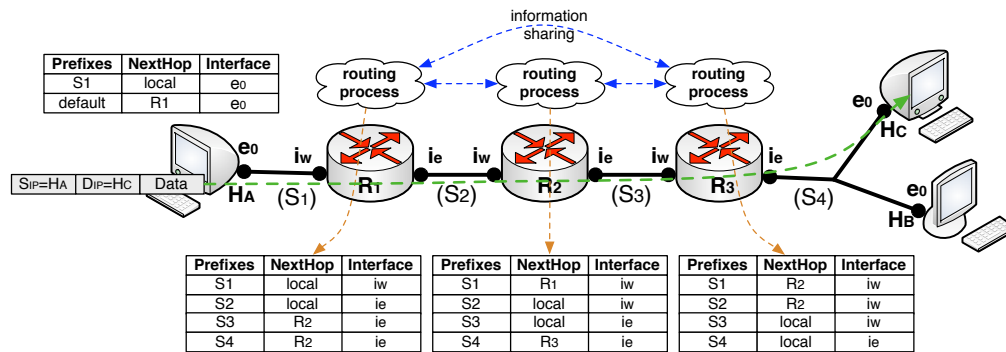 information
sharing
Prefixes NextHop Interface
S1 local e0
default R1 e0
routing
process
routing
process
routing
process
e0
iw
ie
iw
ie
iw
ie
e0
HC
e0
HB
SIP=HA DIP=HC Data
HA
(S1)
R1
(S2)
R2
(S3)
R3
(S4)
Prefixes NextHop Interface
S1 local iw
S2 local ie
S3 R2 ie
S4 R2 ie
Prefixes NextHop Interface
S1 R1 iw
S2 local iw
S3 local ie
S4 R3 ie
Prefixes NextHop Interface
S1 R2 iw
S2 R2 iw
S3 local iw
S4 local ie